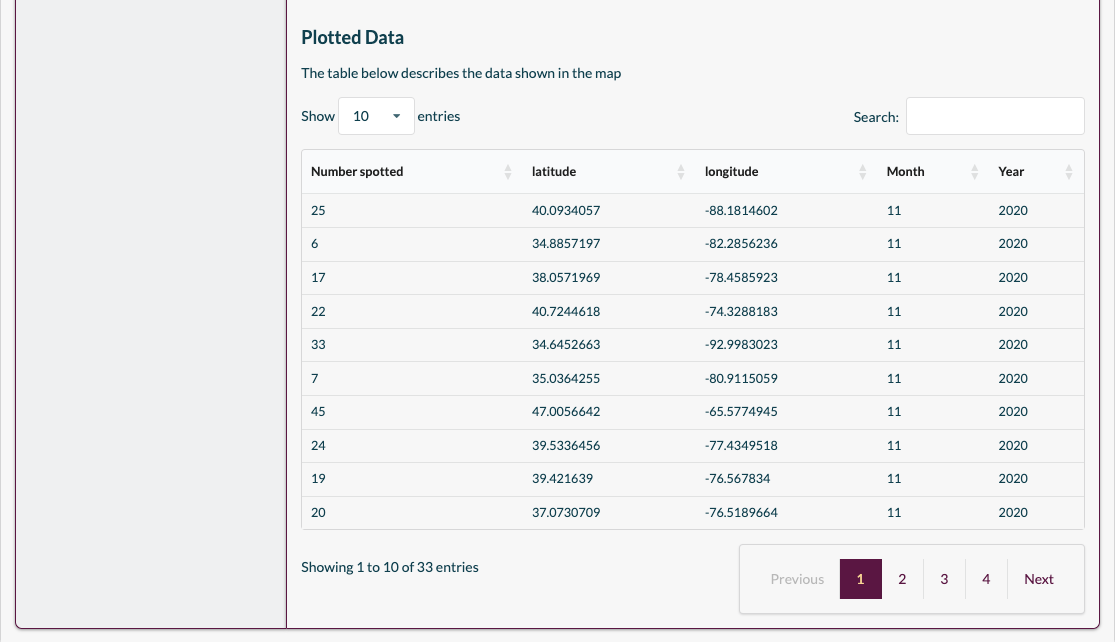 Plotted Data
The table below describes the data shown in the map
Show 10 entries Search:
Number spotted latitude longitude Month Year
25 40.0934057 -88.1814602 11 2020
6 34.8857197 -82.2856236 11 2020
17 38.0571969 -78.4585923 11 2020
22 40.7244618 -74.3288183 11 2020
33 34.6452663 -92.9983023 11 2020
7 35.0364255 -80.9115059 11 2020
45 47.0056642 -65.5774945 11 2020
24 39.5336456 -77.4349518 11 2020
19 39.421639 -76.567834 11 2020
20 37.0730709 -76.5189664 11 2020
Showing 1 to 10 of 33 entries
Previous 1 2 3 4 Next